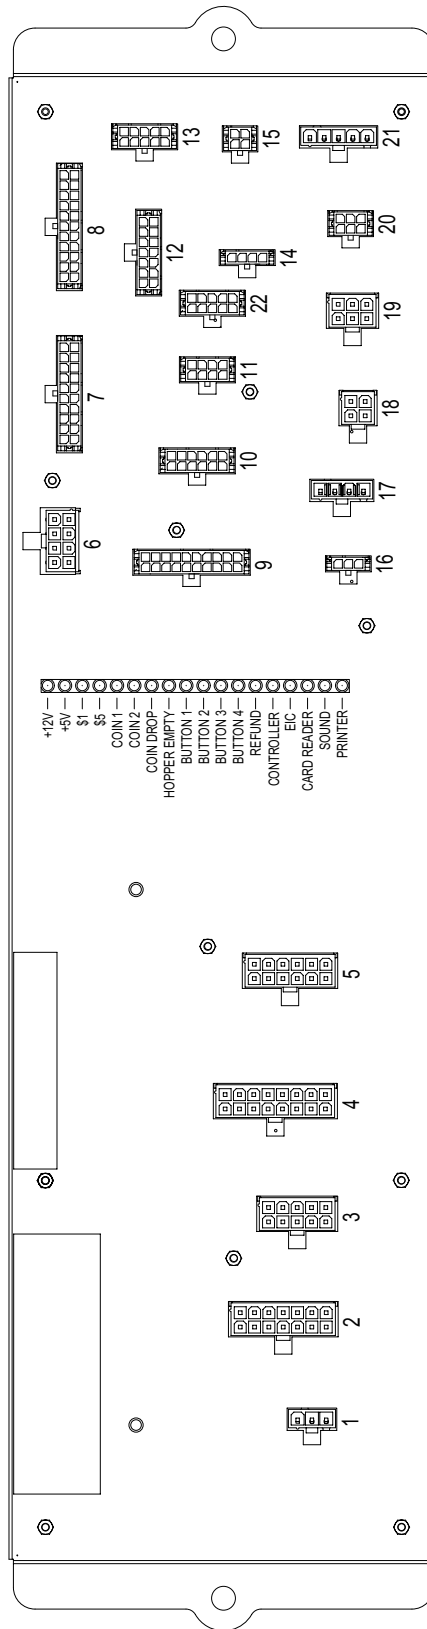 13
15
21
8
12
20
14
22
19
7
11
18
10
17
6
9
16
+12V
+5V
$1
$5
COIN 1
COIN 2
COIN DROP
HOPPER EMPTY
BUTTON 1
BUTTON 2
BUTTON 3
BUTTON 4
REFUND
CONTROLLER
EIC
CARD READER
SOUND
PRINTER
5
4
3
2
1